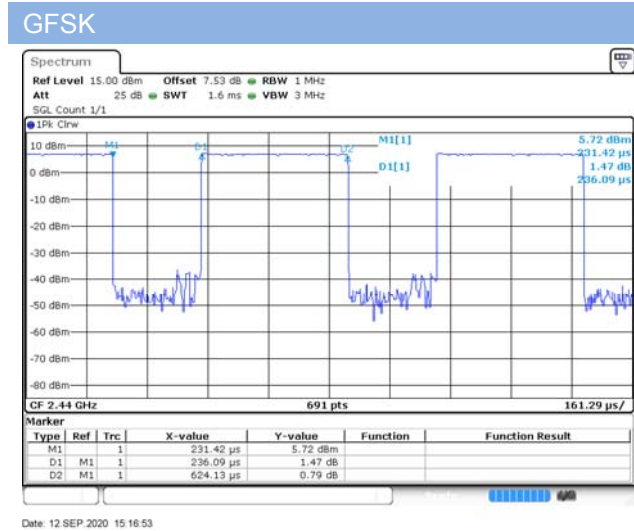 GFSK
Spectrum
Ref Level 15.00 dBm Offset 7.53 dB RBW 1 MHz
Att 25 dB SWT 1.6 ms VBW 3 MHz
SGL Count 1/1
1Pk Clrw
M1[1] 5.72 dBm
231.42 µs
D1[1] 1.47 dB
236.09 µs
10 dBm
M1 D1 D2
0 dBm
-10 dBm
-20 dBm
-30 dBm
-40 dBm
-50 dBm
-60 dBm
-70 dBm
-80 dBm
CF 2.44 GHz 691 pts 161.29 µs/
Marker
Type Ref Trc X-value Y-value Function Function Result
M1 1 231.42 µs 5.72 dBm
D1 M1 1 236.09 µs 1.47 dB
D2 M1 1 624.13 µs 0.79 dB
Date: 12.SEP.2020 15:16:53